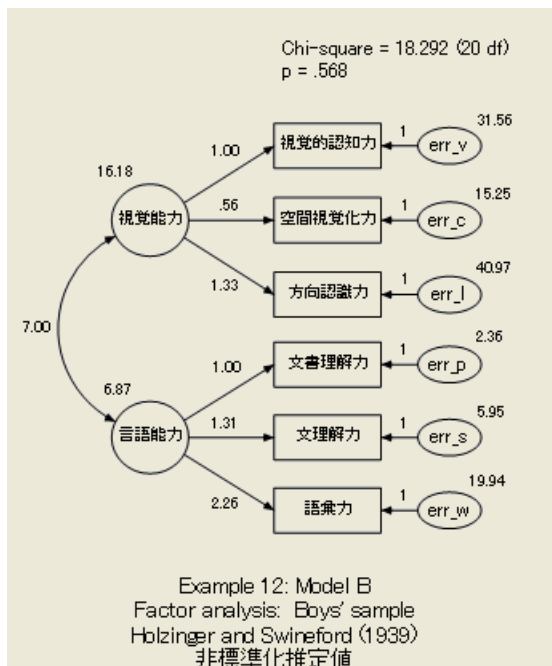 Chi-square = 18.292 (20 df)
p = .568
31.56
1.00
視覚的認知力
1
err_v
16.18
15.25
視覚能力
.56
空間視覚化力
1
err_c
40.97
1.33
方向認識力
1
err_l
7.00
2.36
1.00
文書理解力
1
err_p
6.87
5.95
言語能力
1.31
文理解力
1
err_s
19.94
2.26
語彙力
1
err_w
Example 12: Model B
Factor analysis: Boys' sample
Holzinger and Swineford (1939)
非標準化推定値